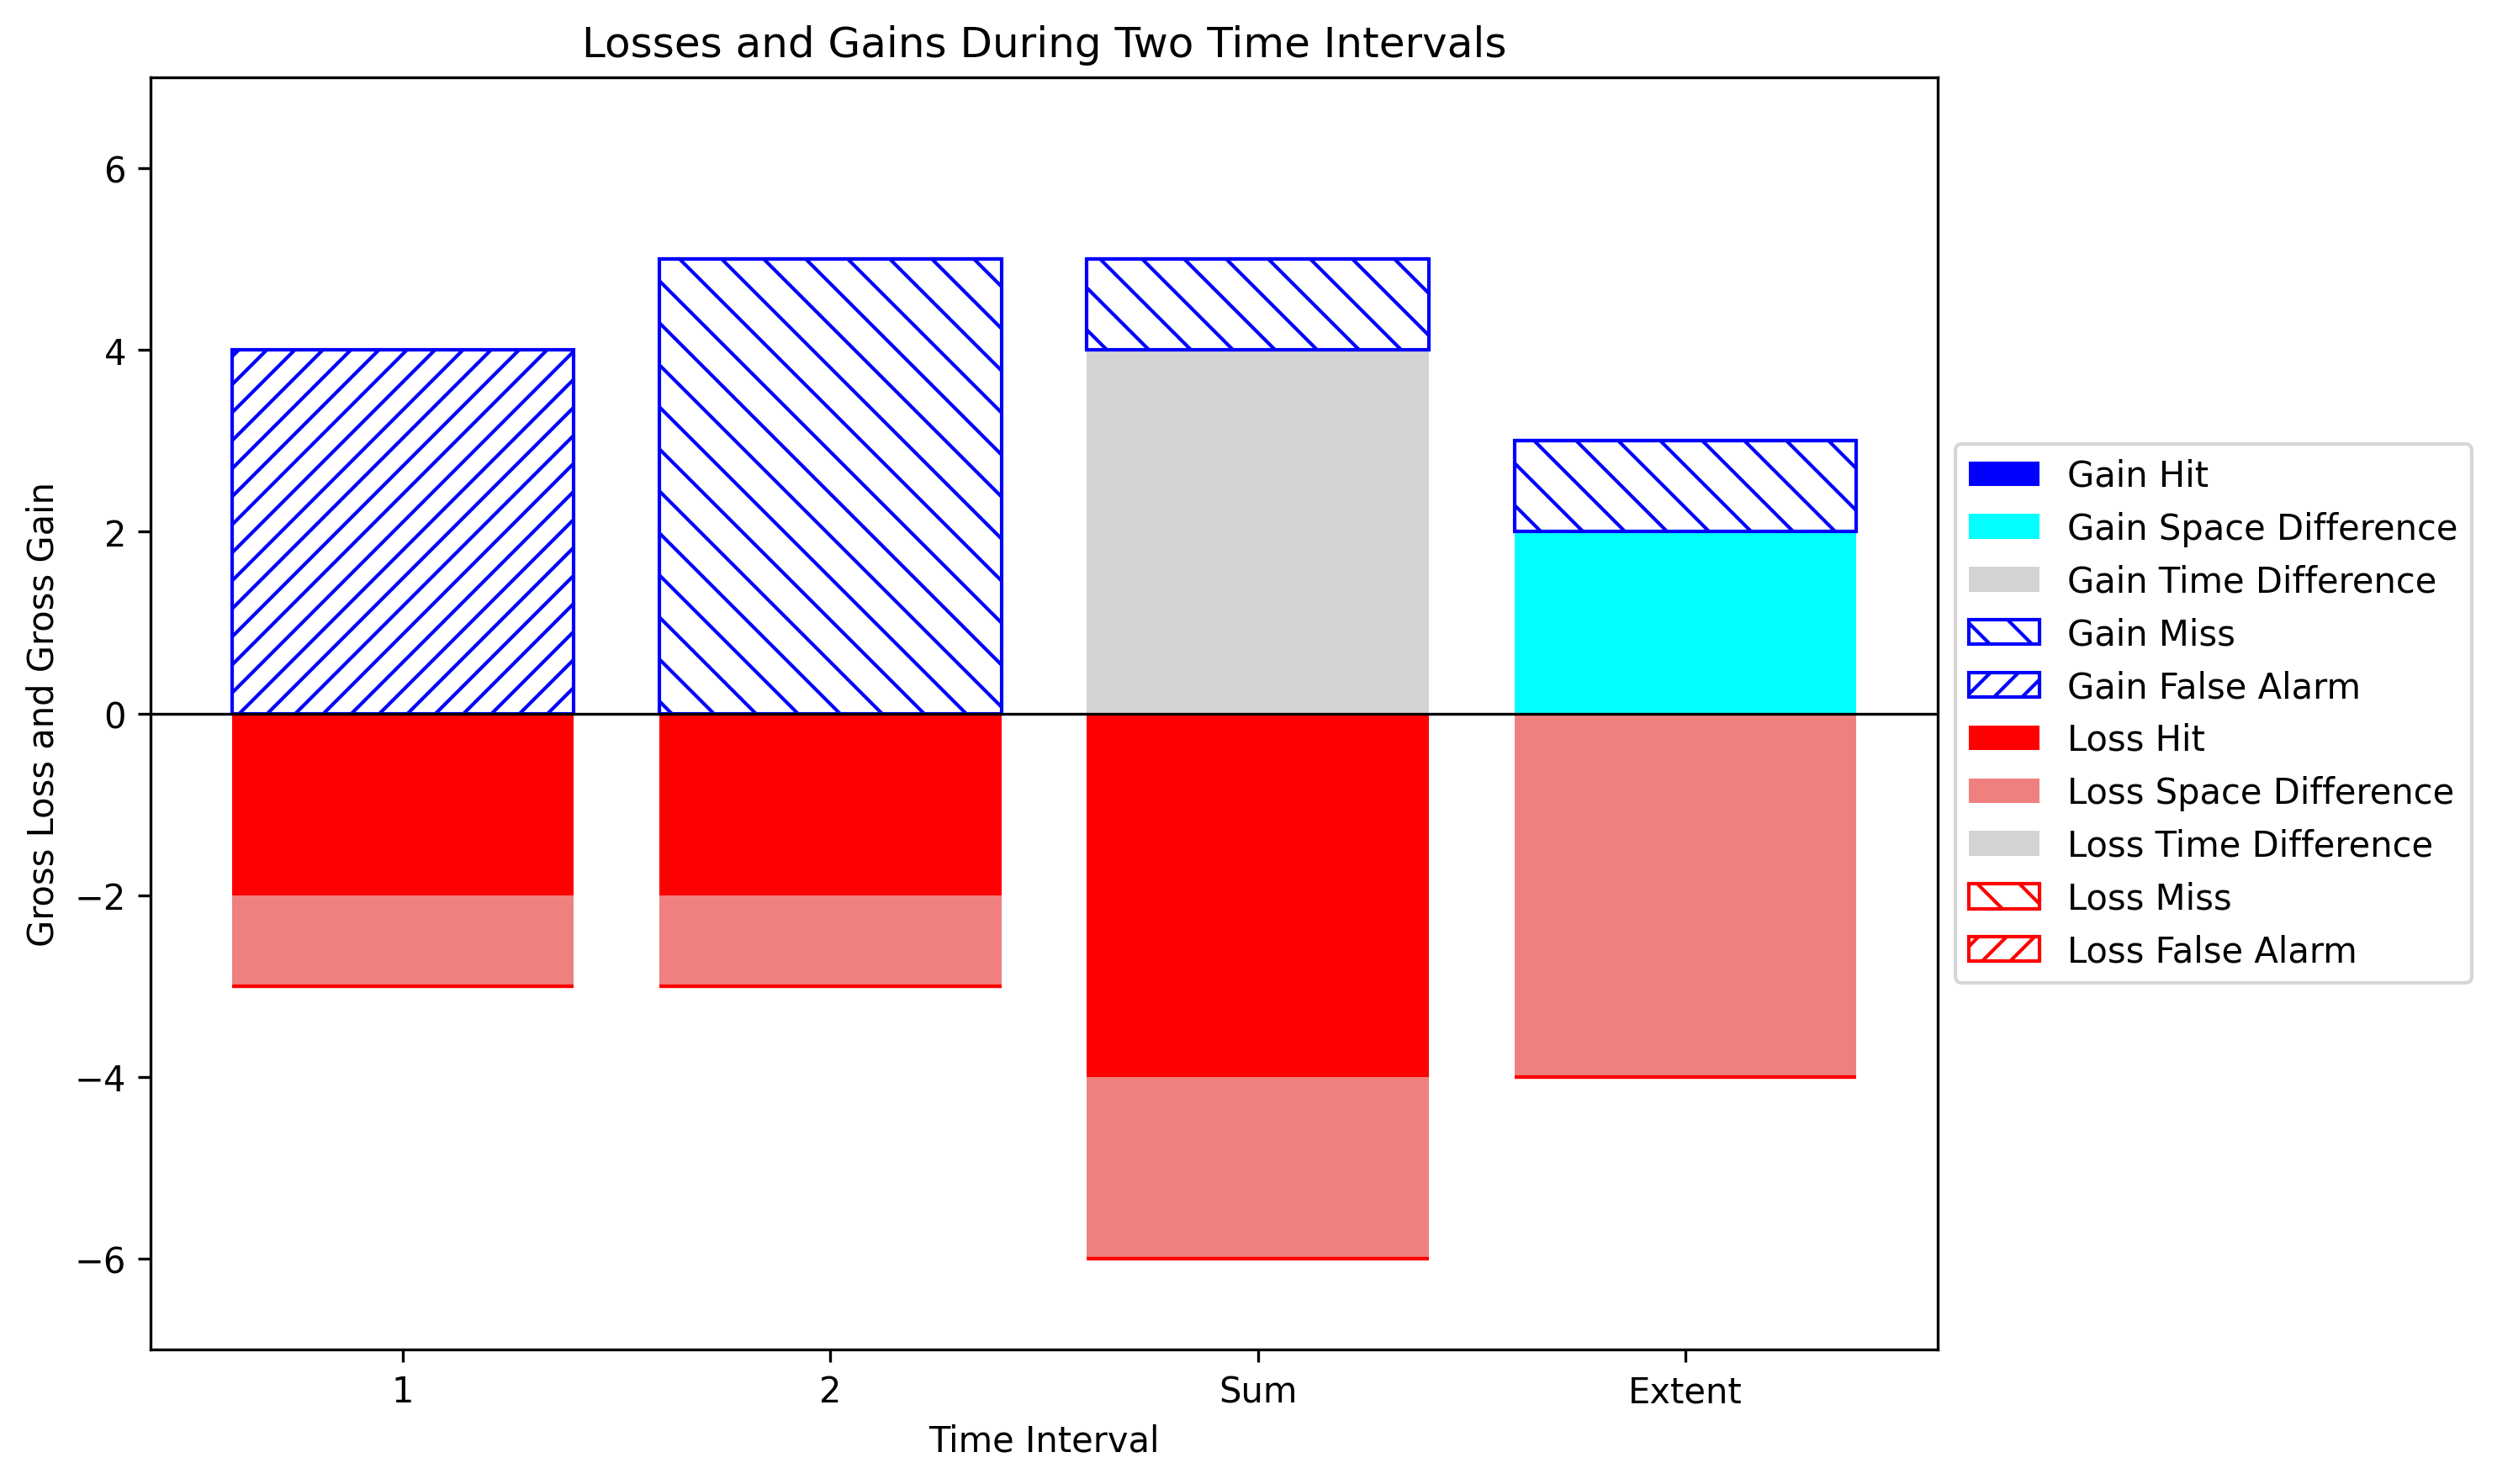 Losses and Gains During Two Time Intervals
Gross Loss and Gross Gain
6
4
2
0
−2
−4
−6
1
2
Sum
Extent
Time Interval
Gain Hit
Gain Space Difference
Gain Time Difference
Gain Miss
Gain False Alarm
Loss Hit
Loss Space Difference
Loss Time Difference
Loss Miss
Loss False Alarm